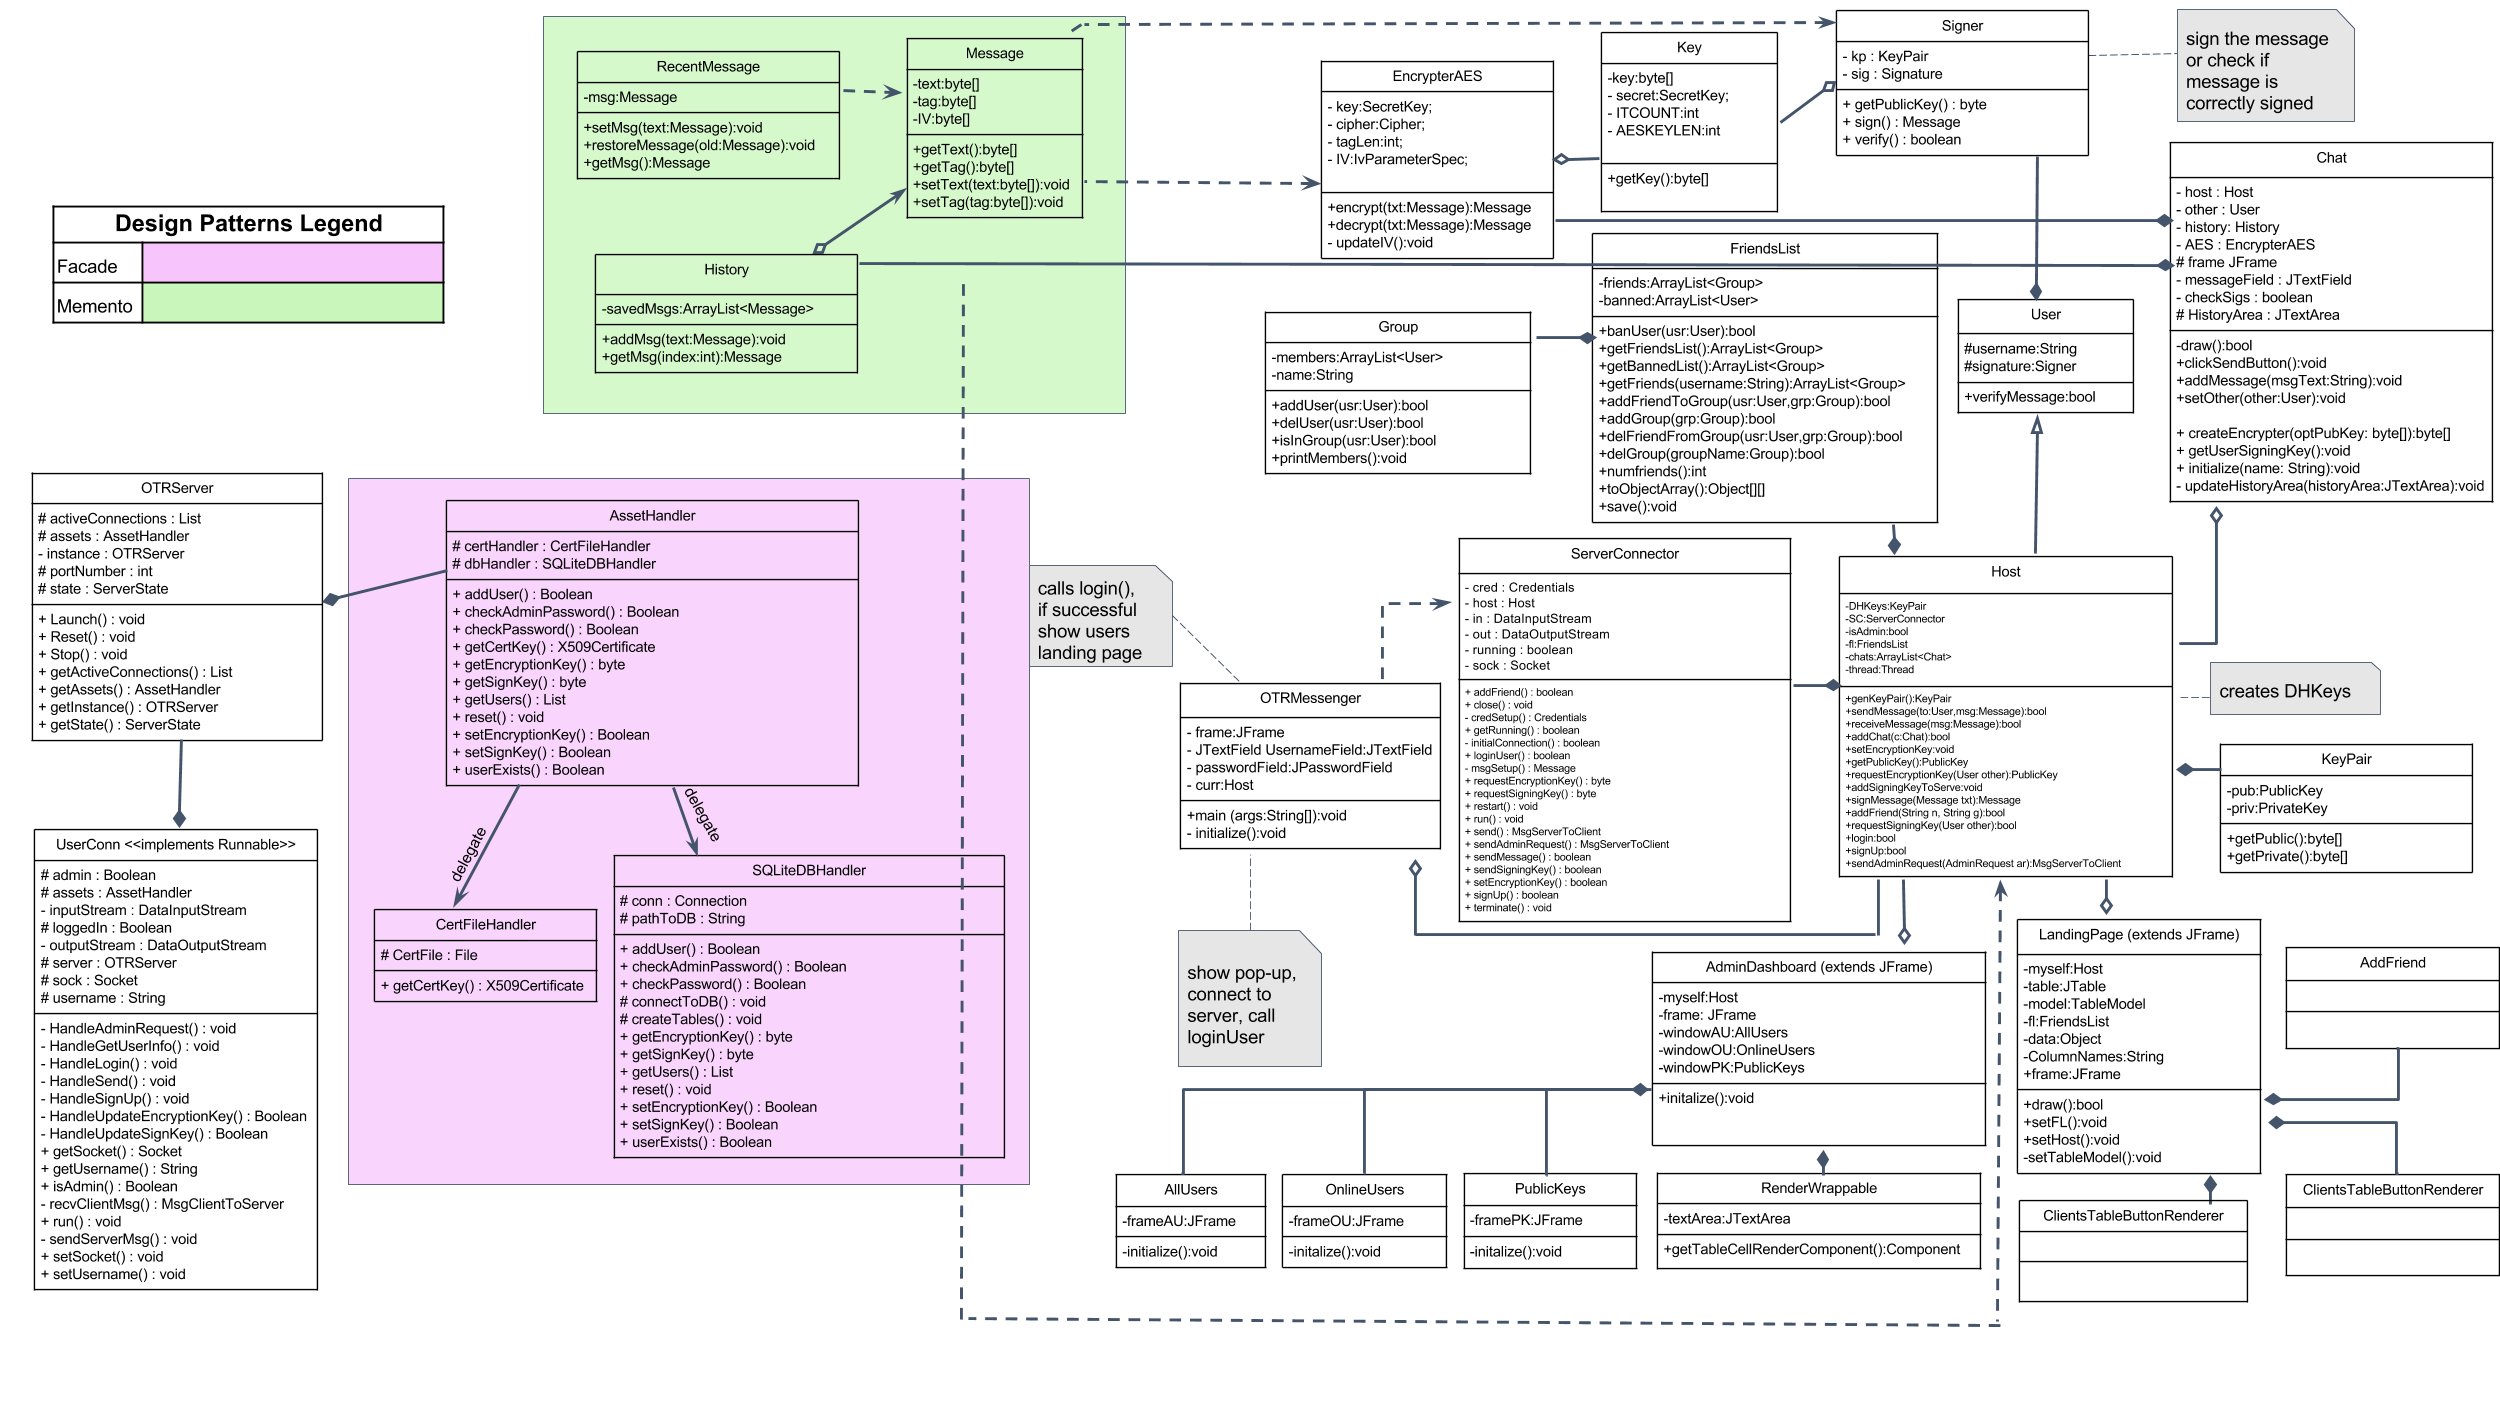 Design Patterns Legend
Facade
Memento
RecentMessage
-msg:Message
+setMsg(text:Message):void
+restoreMessage(old:Message):void
+getMsg():Message
Message
-text:byte[]
-tag:byte[]
-IV:byte[]
+getText():byte[]
+getTag():byte[]
+setText(text:byte[]):void
+setTag(tag:byte[]):void
History
-savedMsgs:ArrayList<Message>
+addMsg(text:Message):void
+getMsg(index:int):Message
EncrypterAES
- key:SecretKey;
- cipher:Cipher;
- tagLen:int;
- IV:IvParameterSpec;
+encrypt(txt:Message):Message
+decrypt(txt:Message):Message
- updateIV():void
Key
-key:byte[]
- secret:SecretKey;
- ITCOUNT:int
- AESKEYLEN:int
+getKey():byte[]
Signer
- kp : KeyPair
- sig : Signature
+ getPublicKey() : byte
+ sign() : Message
+ verify() : boolean
sign the message
or check if
message is
correctly signed
Chat
- host : Host
- other : User
- history: History
- AES : EncrypterAES
# frame JFrame
- messageField : JTextField
- checkSigs : boolean
# HistoryArea : JTextArea
-draw():bool
+clickSendButton():void
+addMessage(msgText:String):void
+setOther(other:User):void
+ createEncrypter(optPubKey: byte[]):byte[]
+ getUserSigningKey():void
+ initialize(name: String):void
- updateHistoryArea(historyArea:JTextArea):void
FriendsList
-friends:ArrayList<Group>
-banned:ArrayList<User>
+banUser(usr:User):bool
+getFriendsList():ArrayList<Group>
+getBannedList():ArrayList<Group>
+getFriends(username:String):ArrayList<Group>
+addFriendToGroup(usr:User,grp:Group):bool
+addGroup(grp:Group):bool
+delFriendFromGroup(usr:User,grp:Group):bool
+delGroup(groupName:Group):bool
+numfriends():int
+toObjectArray():Object[][]
+save():void
Group
-members:ArrayList<User>
-name:String
+addUser(usr:User):bool
+delUser(usr:User):bool
+isInGroup(usr:User):bool
+printMembers():void
User
#username:String
#signature:Signer
+verifyMessage:bool
OTRServer
# activeConnections : List
# assets : AssetHandler
- instance : OTRServer
# portNumber : int
# state : ServerState
+ Launch() : void
+ Reset() : void
+ Stop() : void
+ getActiveConnections() : List
+ getAssets() : AssetHandler
+ getInstance() : OTRServer
+ getState() : ServerState
AssetHandler
# certHandler : CertFileHandler
# dbHandler : SQLiteDBHandler
+ addUser() : Boolean
+ checkAdminPassword() : Boolean
+ checkPassword() : Boolean
+ getCertKey() : X509Certificate
+ getEncryptionKey() : byte
+ getSignKey() : byte
+ getUsers() : List
+ reset() : void
+ setEncryptionKey() : Boolean
+ setSignKey() : Boolean
+ userExists() : Boolean
delegate
delegate
calls login(),
if successful
show users
landing page
ServerConnector
- cred : Credentials
- host : Host
- in : DataInputStream
- out : DataOutputStream
- running : boolean
- sock : Socket
+ addFriend() : boolean
+ close() : void
- credSetup() : Credentials
+ getRunning() : boolean
- initialConnection() : boolean
+ loginUser() : boolean
- msgSetup() : Message
+ requestEncryptionKey() : byte
+ requestSigningKey() : byte
+ restart() : void
+ run() : void
+ send() : MsgServerToClient
+ sendAdminRequest() : MsgServerToClient
+ sendMessage() : boolean
+ sendSigningKey() : boolean
+ setEncryptionKey() : boolean
+ signUp() : boolean
+ terminate() : void
Host
-DHKeys:KeyPair
-SC:ServerConnector
-isAdmin:bool
-fl:FriendsList
-chats:ArrayList<Chat>
-thread:Thread
+genKeyPair():KeyPair
+sendMessage(to:User,msg:Message):bool
+receiveMessage(msg:Message):bool
+addChat(c:Chat):bool
+setEncryptionKey:void
+getPublicKey():PublicKey
+requestEncryptionKey(User other):PublicKey
+addSigningKeyToServe:void
+signMessage(Message txt):Message
+addFriend(String n, String g):bool
+requestSigningKey(User other):bool
+login:bool
+signUp:bool
+sendAdminRequest(AdminRequest ar):MsgServerToClient
creates DHKeys
OTRMessenger
- frame:JFrame
- JTextField UsernameField:JTextField
- passwordField:JPasswordField
- curr:Host
+main (args:String[]):void
- initialize():void
KeyPair
-pub:PublicKey
-priv:PrivateKey
+getPublic():byte[]
+getPrivate():byte[]
UserConn <<implements Runnable>>
# admin : Boolean
# assets : AssetHandler
- inputStream : DataInputStream
# loggedIn : Boolean
- outputStream : DataOutputStream
# server : OTRServer
# sock : Socket
# username : String
- HandleAdminRequest() : void
- HandleGetUserInfo() : void
- HandleLogin() : void
- HandleSend() : void
- HandleSignUp() : void
- HandleUpdateEncryptionKey() : Boolean
- HandleUpdateSignKey() : Boolean
+ getSocket() : Socket
+ getUsername() : String
+ isAdmin() : Boolean
- recvClientMsg() : MsgClientToServer
+ run() : void
- sendServerMsg() : void
+ setSocket() : void
+ setUsername() : void
CertFileHandler
# CertFile : File
+ getCertKey() : X509Certificate
SQLiteDBHandler
# conn : Connection
# pathToDB : String
+ addUser() : Boolean
+ checkAdminPassword() : Boolean
+ checkPassword() : Boolean
# connectToDB() : void
# createTables() : void
+ getEncryptionKey() : byte
+ getSignKey() : byte
+ getUsers() : List
+ reset() : void
+ setEncryptionKey() : Boolean
+ setSignKey() : Boolean
+ userExists() : Boolean
show pop-up,
connect to
server, call
loginUser
AdminDashboard (extends JFrame)
-myself:Host
-frame: JFrame
-windowAU:AllUsers
-windowOU:OnlineUsers
-windowPK:PublicKeys
+initalize():void
LandingPage (extends JFrame)
-myself:Host
-table:JTable
-model:TableModel
-fl:FriendsList
-data:Object
-ColumnNames:String
+frame:JFrame
+draw():bool
+setFL():void
+setHost():void
-setTableModel():void
AddFriend
AllUsers
-frameAU:JFrame
-initialize():void
OnlineUsers
-frameOU:JFrame
-initalize():void
PublicKeys
-framePK:JFrame
-initalize():void
RenderWrappable
-textArea:JTextArea
+getTableCellRenderComponent():Component
ClientsTableButtonRenderer
ClientsTableButtonRenderer